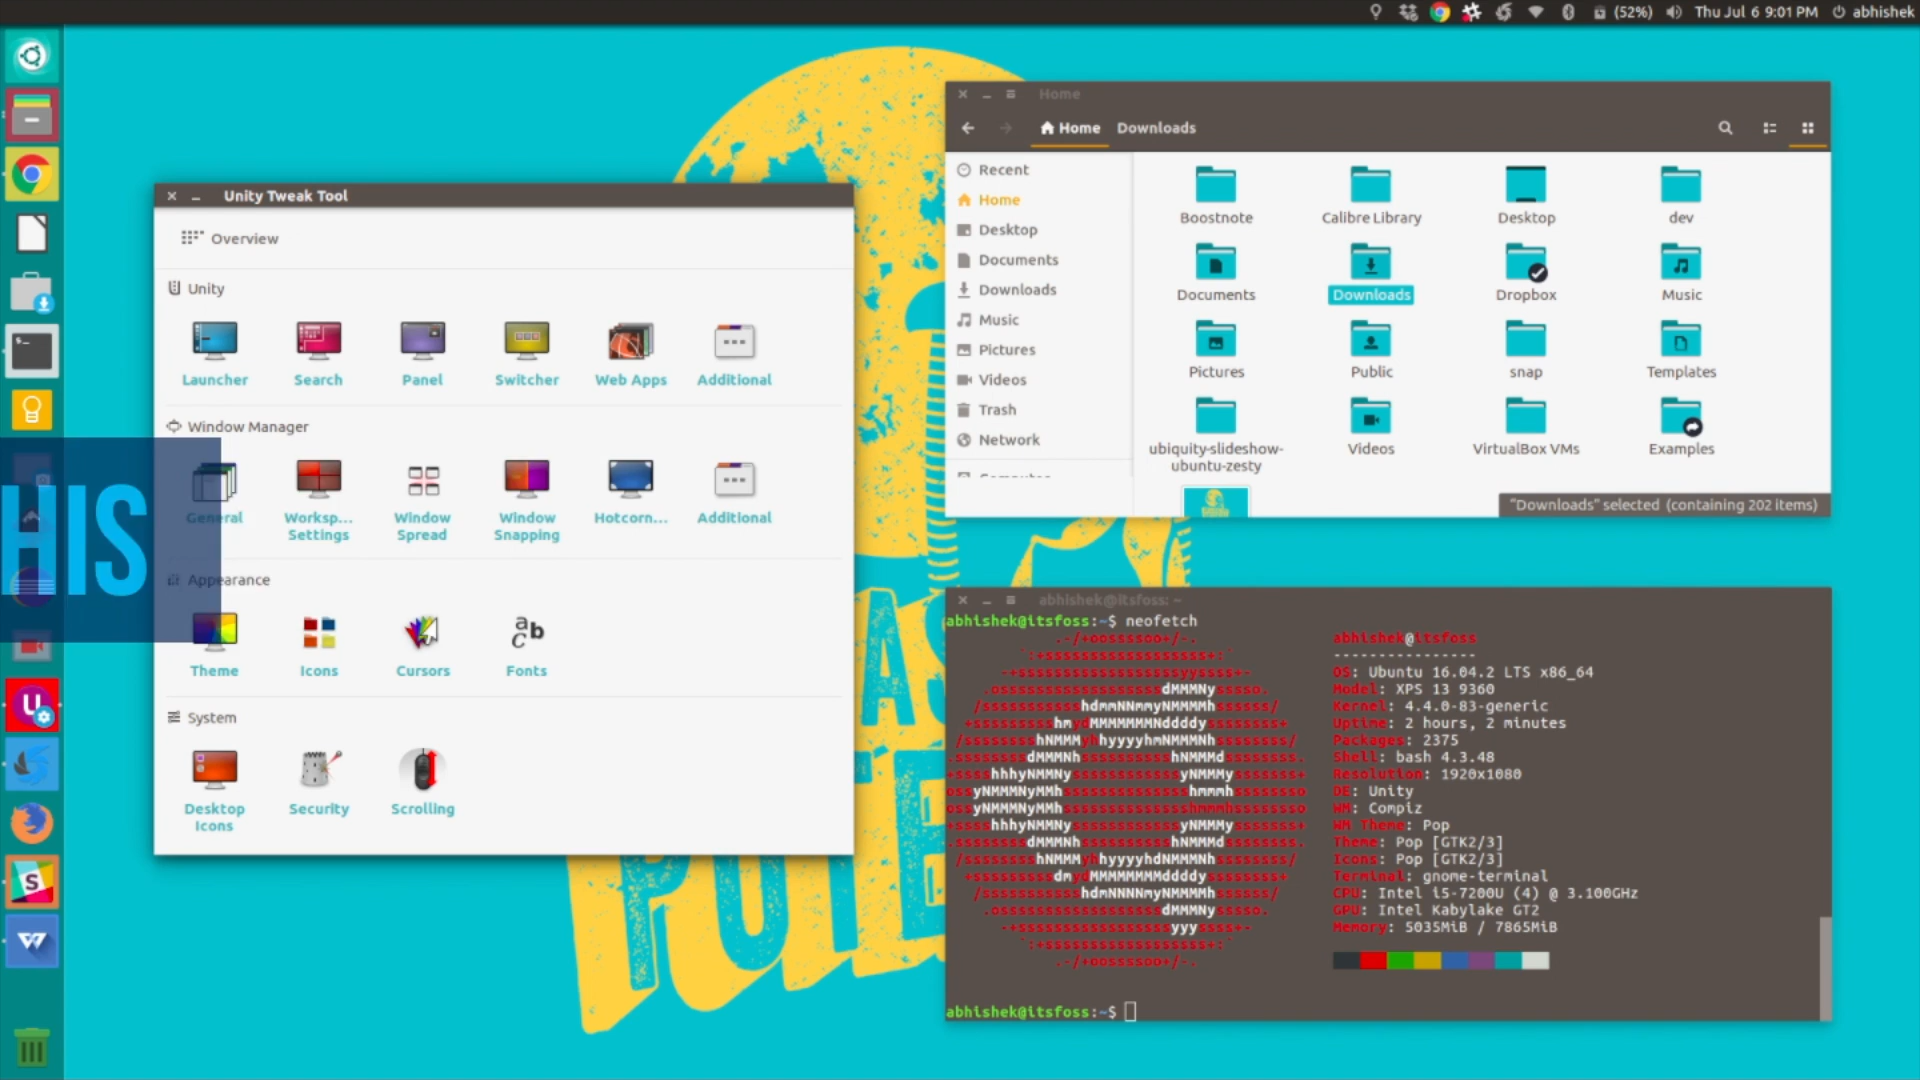 (52%) Thu Jul 6 9:01 PM abhishek
Unity Tweak Tool
Overview
Unity
Launcher Search Panel Switcher Web Apps Additional
Window Manager
General Worksp... Settings Window Spread Window Snapping Hotcorn... Additional
HIS
Appearance
Theme Icons Cursors Fonts
System
Desktop Icons Security Scrolling
Home
Home Downloads
Recent
Home
Desktop
Documents
Downloads
Music
Pictures
Videos
Trash
Network
Boostnote Calibre Library Desktop dev
Documents Downloads Dropbox Music
Pictures Public snap Templates
ubiquity-slideshow-ubuntu-zesty Videos VirtualBox VMs Examples
"Downloads" selected (containing 202 items)
abhishek@itsfoss: ~
abhishek@itsfoss:~$ neofetch
abhishek@itsfoss
----------------
OS: Ubuntu 16.04.2 LTS x86_64
Model: XPS 13 9360
Kernel: 4.4.0-83-generic
Uptime: 2 hours, 2 minutes
Packages: 2375
Shell: bash 4.3.48
Resolution: 1920x1080
DE: Unity
WM: Compiz
WM Theme: Pop
Theme: Pop [GTK2/3]
Icons: Pop [GTK2/3]
Terminal: gnome-terminal
CPU: Intel i5-7200U (4) @ 3.100GHz
GPU: Intel Kabylake GT2
Memory: 5035MiB / 7865MiB
abhishek@itsfoss:~$